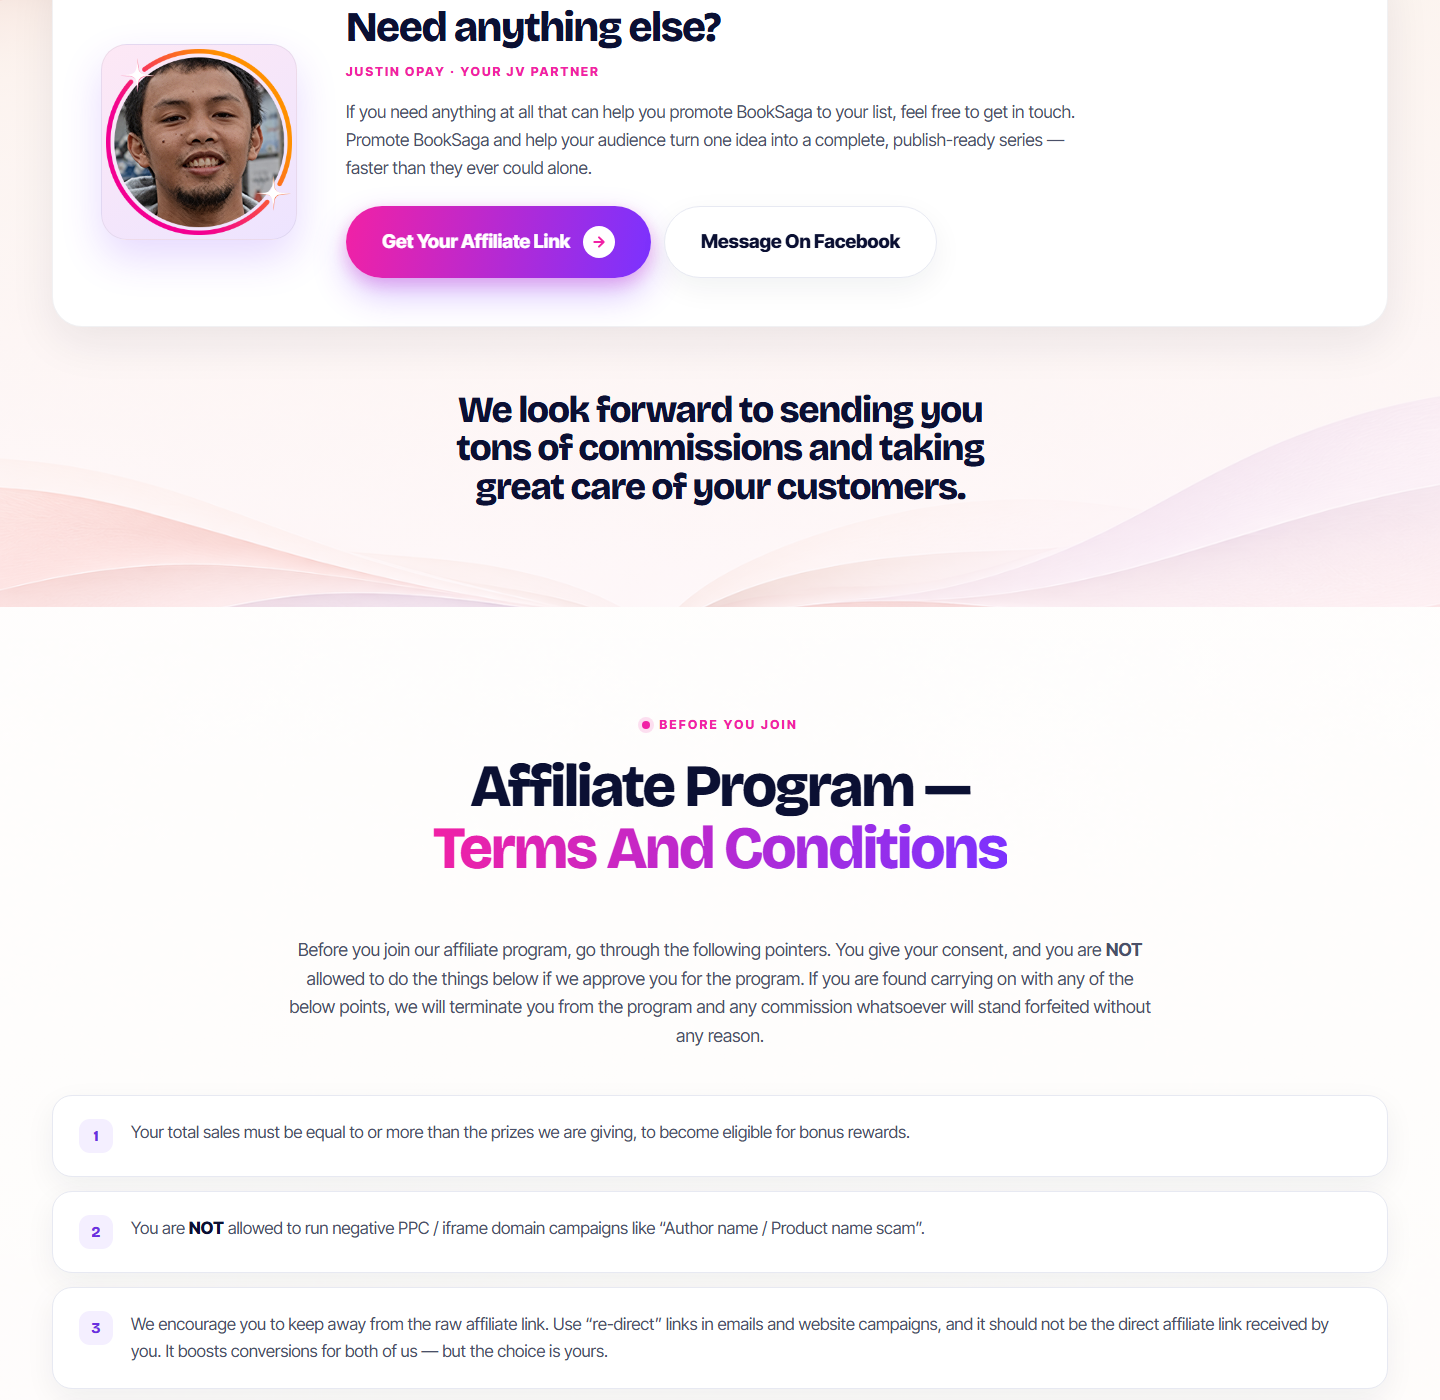 Need anything else?
JUSTIN OPAY · YOUR JV PARTNER
If you need anything at all that can help you promote BookSaga to your list, feel free to get in touch.
Promote BookSaga and help your audience turn one idea into a complete, publish-ready series —
faster than they ever could alone.
Get Your Affiliate Link
Message On Facebook
We look forward to sending you
tons of commissions and taking
great care of your customers.
BEFORE YOU JOIN
Affiliate Program —
Terms And Conditions
Before you join our affiliate program, go through the following pointers. You give your consent, and you are NOT
allowed to do the things below if we approve you for the program. If you are found carrying on with any of the
below points, we will terminate you from the program and any commission whatsoever will stand forfeited without
any reason.
1 Your total sales must be equal to or more than the prizes we are giving, to become eligible for bonus rewards.
2 You are NOT allowed to run negative PPC / iframe domain campaigns like “Author name / Product name scam”.
3 We encourage you to keep away from the raw affiliate link. Use “re-direct” links in emails and website campaigns, and it should not be the direct affiliate link received by
you. It boosts conversions for both of us — but the choice is yours.